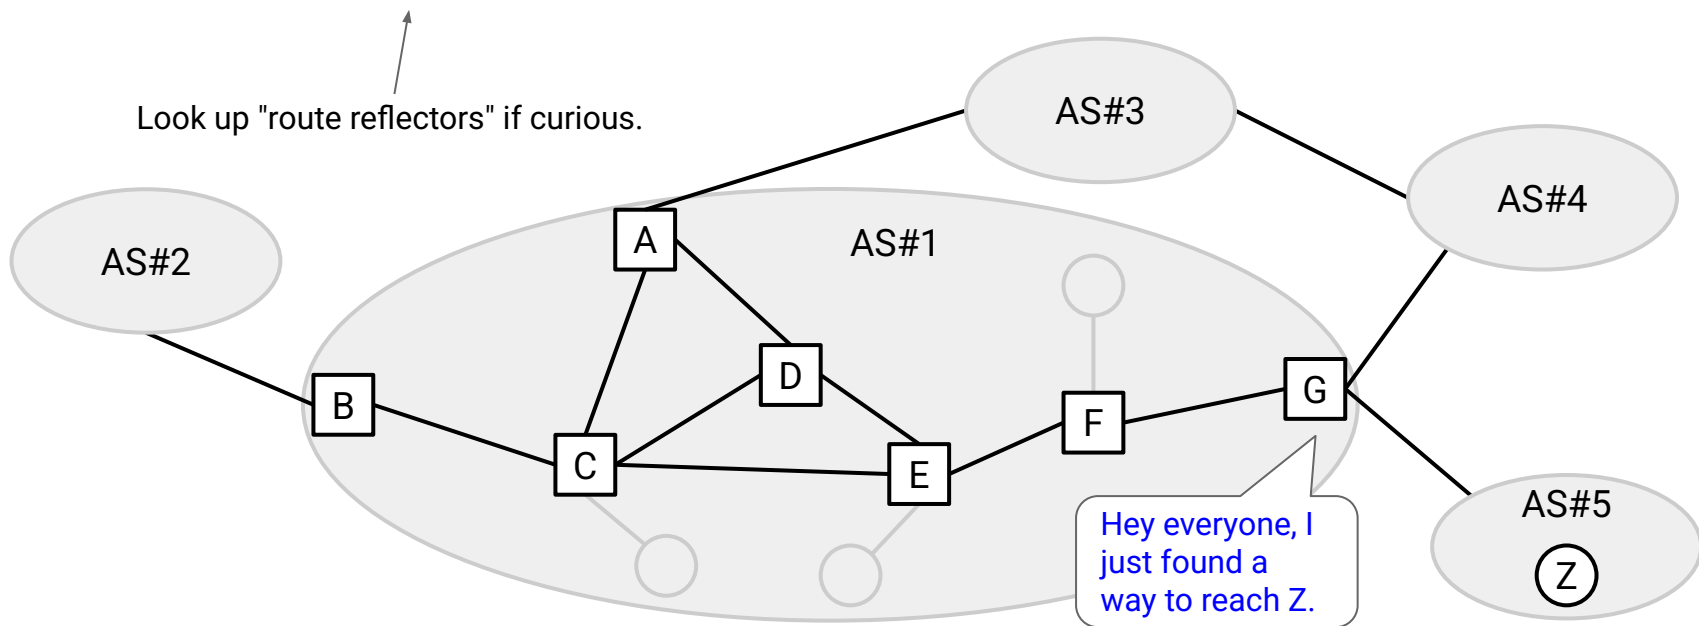 Look up "route reflectors" if curious.
AS#3
AS#4
AS#2
A
AS#1
D
B
G
F
C
E
AS#5
Hey everyone, I
just found a
way to reach Z.
Z